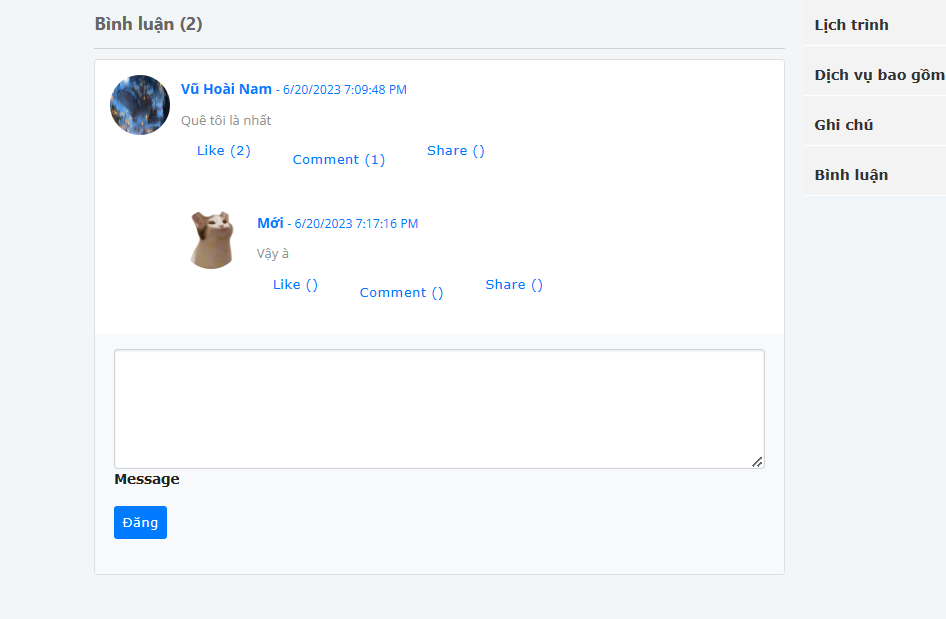 Bình luận (2)
Vũ Hoài Nam - 6/20/2023 7:09:48 PM
Quê tôi là nhất
Like (2)
Comment (1)
Share ()
Mới - 6/20/2023 7:17:16 PM
Vậy à
Like ()
Comment ()
Share ()
Message
Đăng
Lịch trình
Dịch vụ bao gồm
Ghi chú
Bình luận